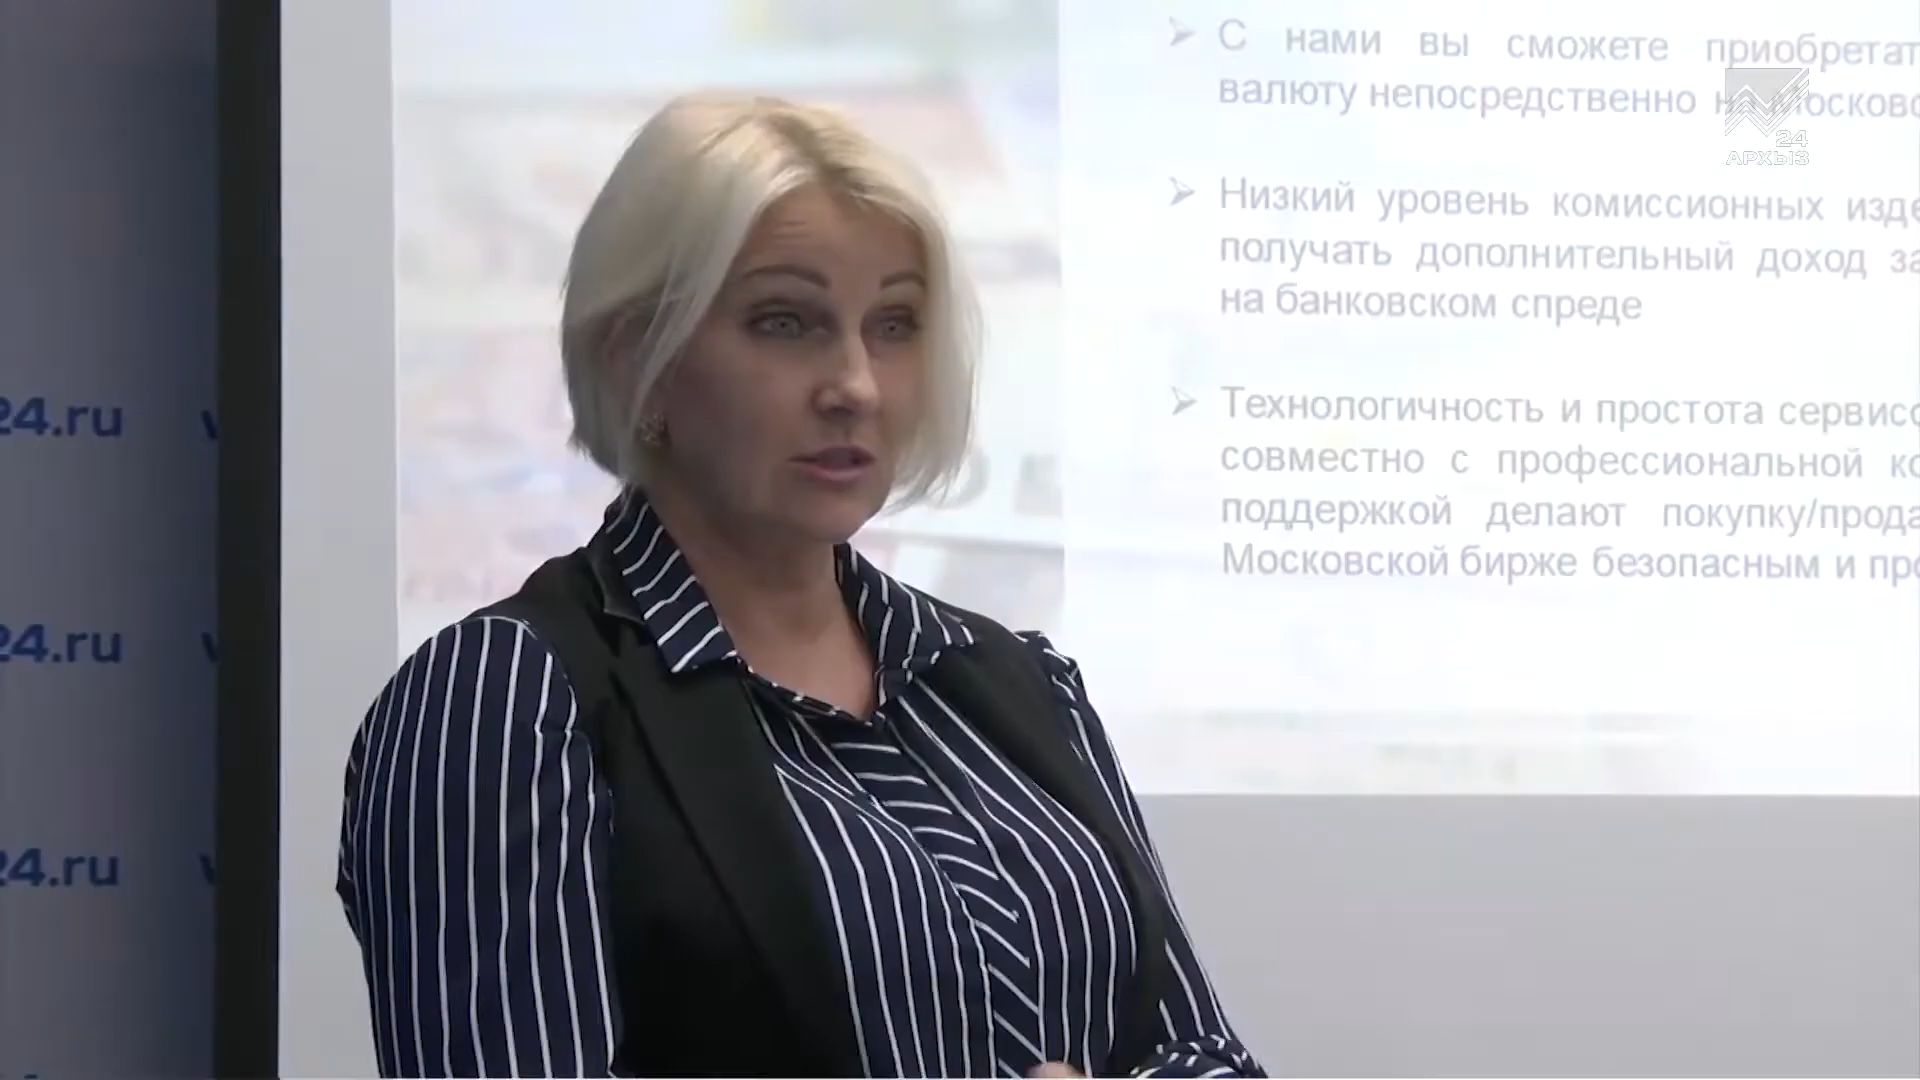 С нами вы сможете приобретат
валюту непосредственно на Московс
24
АРХЫЗ
Низкий уровень комиссионных изде
получать дополнительный доход за
на банковском спреде
Технологичность и простота сервисо
совместно с профессиональной ко
поддержкой делают покупку/прода
Московской бирже безопасным и про
24.ru
24.ru
24.ru